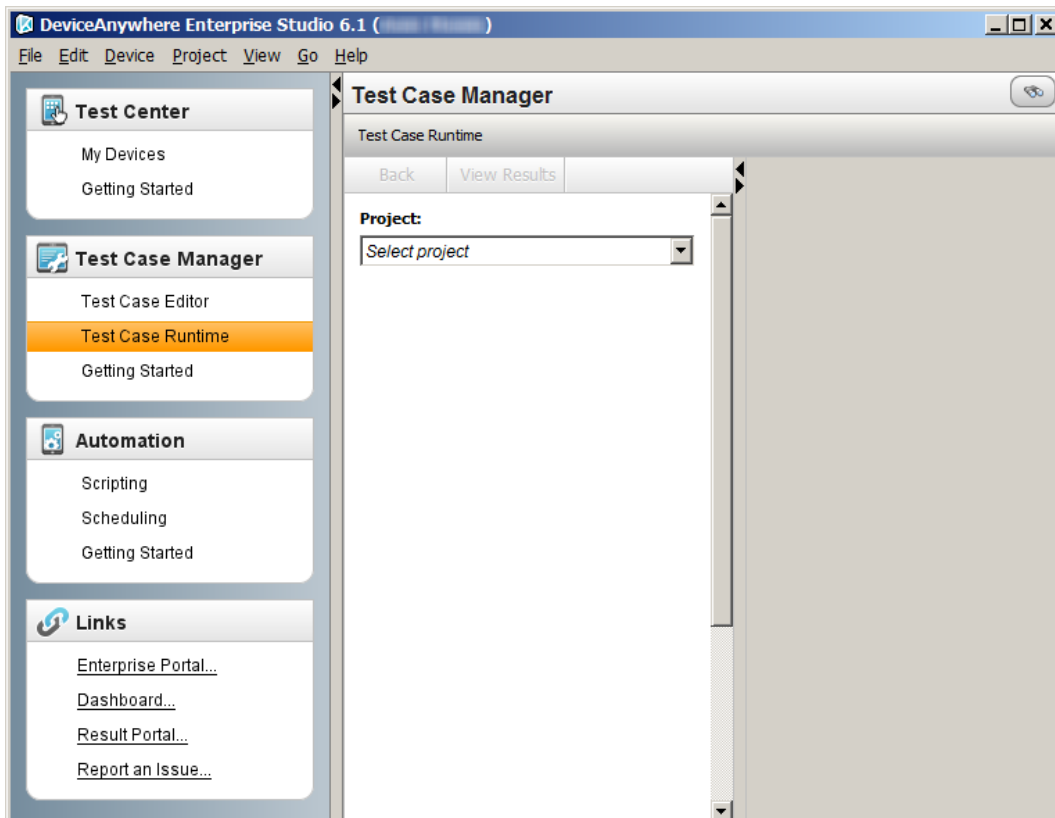 DeviceAnywhere Enterprise Studio 6.1 ( )
File Edit Device Project View Go Help
Test Center
My Devices
Getting Started
Test Case Manager
Test Case Editor
Test Case Runtime
Getting Started
Automation
Scripting
Scheduling
Getting Started
Links
Enterprise Portal...
Dashboard...
Result Portal...
Report an Issue...
Test Case Manager
Test Case Runtime
Back View Results
Project:
Select project